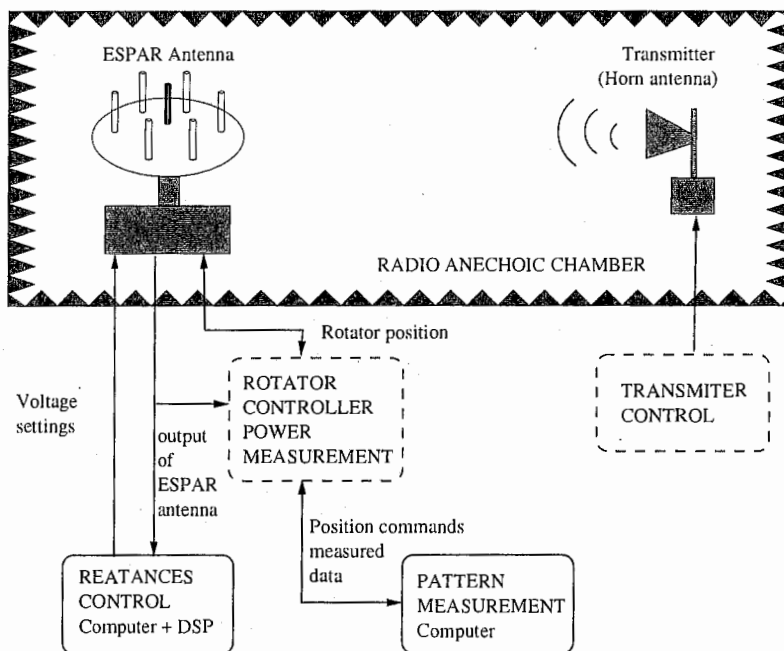 ESPAR Antenna
Transmitter
(Horn antenna)
RADIO ANECHOIC CHAMBER
Rotator position
Voltage
settings
output
of
ESPAR
antenna
ROTATOR
CONTROLLER
POWER
MEASUREMENT
TRANSMITER
CONTROL
Position commands
measured
data
REATANCES
CONTROL
Computer + DSP
PATTERN
MEASUREMENT
Computer